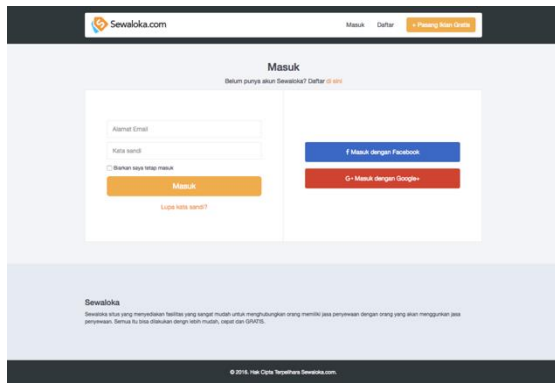 Sewaloka.com
Masuk Daftar + Pasang Iklan Gratis
Masuk
Belum punya akun Sewaloka? Daftar di sini
Alamat Email
Kata sandi
Biarkan saya tetap masuk
Masuk
Lupa kata sandi?
f Masuk dengan Facebook
G+ Masuk dengan Google+
Sewaloka
Sewaloka situs yang menyediakan fasilitas yang sangat mudah untuk menghubungkan orang memiliki jasa penyewaan dengan orang yang akan menggunkan jasa
penyewaan. Semua itu bisa dilakukan dengn lebih mudah, cepat dan GRATIS.
© 2016. Hak Cipta Terpelihara Sewaloka.com.